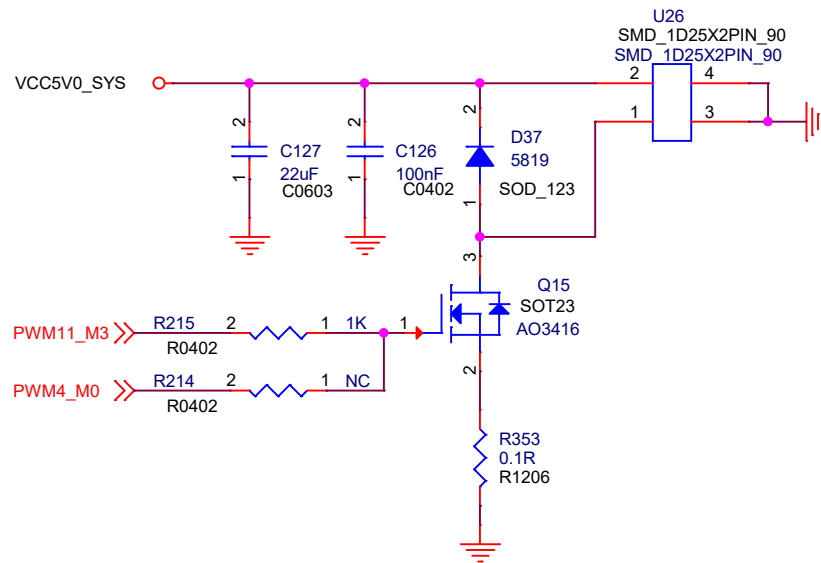 U26
SMD_1D25X2PIN_90
SMD_1D25X2PIN_90
VCC5V0_SYS
2
4
1
3
2
C127
1
22uF
C0603
2
C126
1
100nF
C0402
2
D37
5819
1
SOD_123
3
Q15
SOT23
AO3416
PWM11_M3
R215
2
1
1K
1
R0402
PWM4_M0
R214
2
1
NC
R0402
2
R353
0.1R
R1206